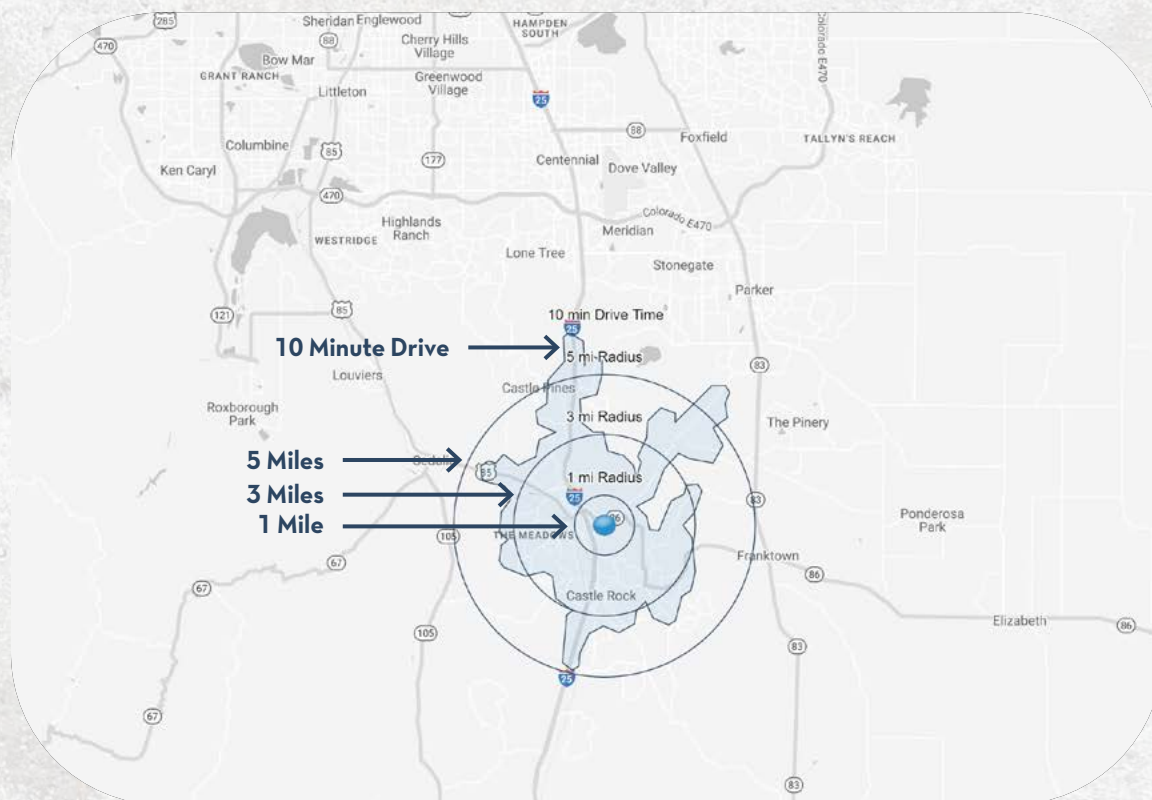 285
Sheridan
Englewood
HAMPDEN
SOUTH
470
88
Cherry Hills
Village
Bow Mar
GRANT RANCH
Greenwood
Village
Littleton
25
Colorado E470
88
Foxfield
TALLYN'S REACH
Columbine
85
177
Centennial
Dove Valley
Ken Caryl
470
Highlands
Ranch
Colorado E470
WESTRIDGE
Meridian
Lone Tree
Stonegate
Parker
121
85
10 min Drive Time
25
10 Minute Drive
5 mi Radius
83
Louviers
Castle Pines
Roxborough
Park
3 mi Radius
The Pinery
5 Miles
Sedalia
85
1 mi Radius
3 Miles
25
83
1 Mile
86
Ponderosa
Park
105
THE MEADOWS
Franktown
67
86
67
Castle Rock
Elizabeth
86
105
83
25
67
83